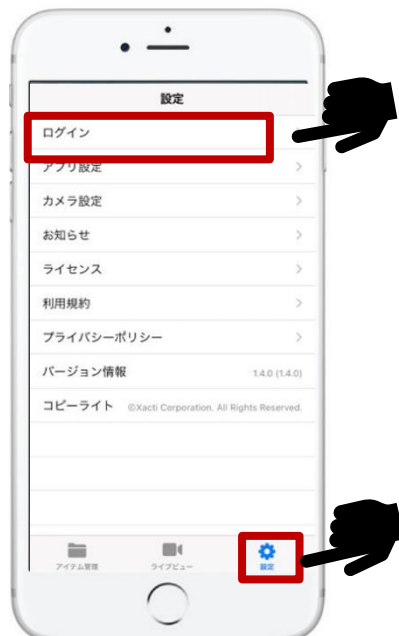 設定
ログイン
アプリ設定
カメラ設定
お知らせ
ライセンス
利用規約
プライバシーポリシー
バージョン情報 1.4.0 (1.4.0)
コピーライト ©Xacti Corporation. All Rights Reserved.
アイテム管理 ライブビュー 設定